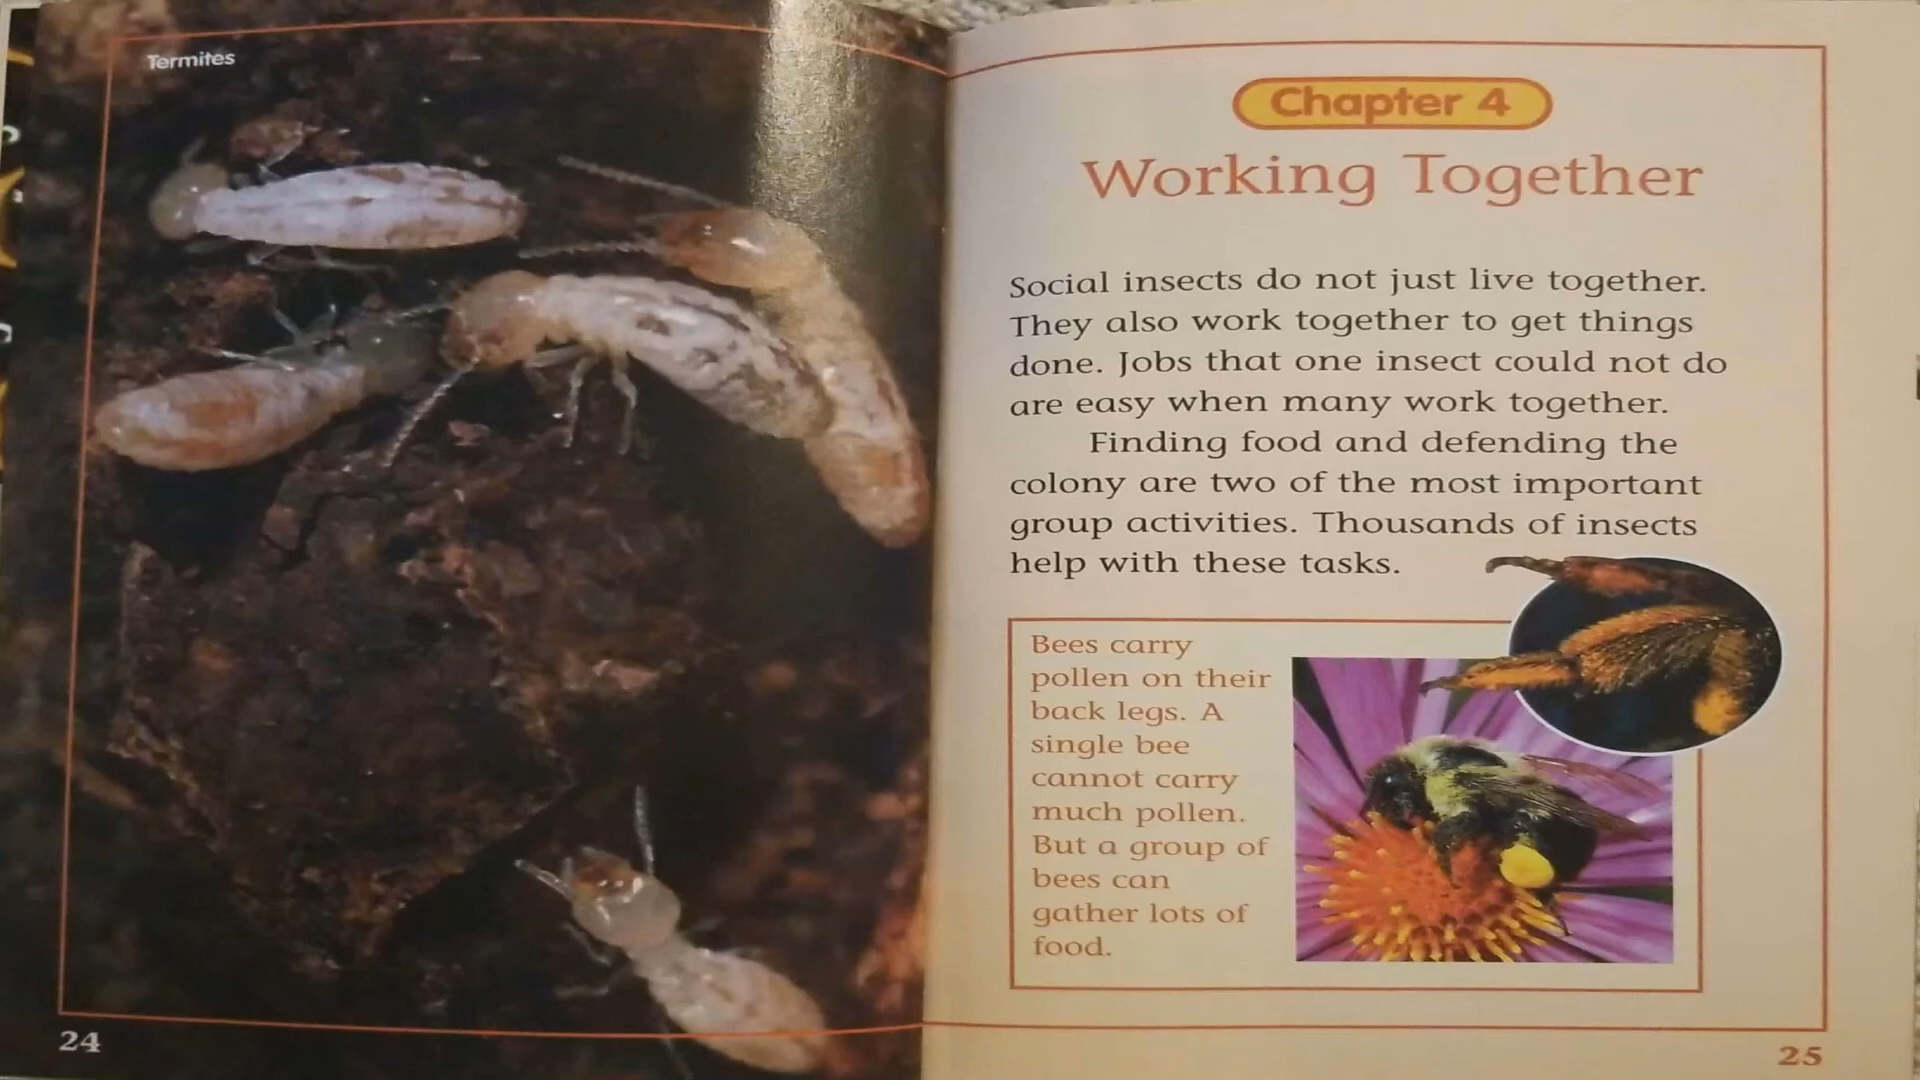 Termites
24
Chapter 4
Working Together
Social insects do not just live together.
They also work together to get things
done. Jobs that one insect could not do
are easy when many work together.
Finding food and defending the
colony are two of the most important
group activities. Thousands of insects
help with these tasks.
Bees carry
pollen on their
back legs. A
single bee
cannot carry
much pollen.
But a group of
bees can
gather lots of
food.
25